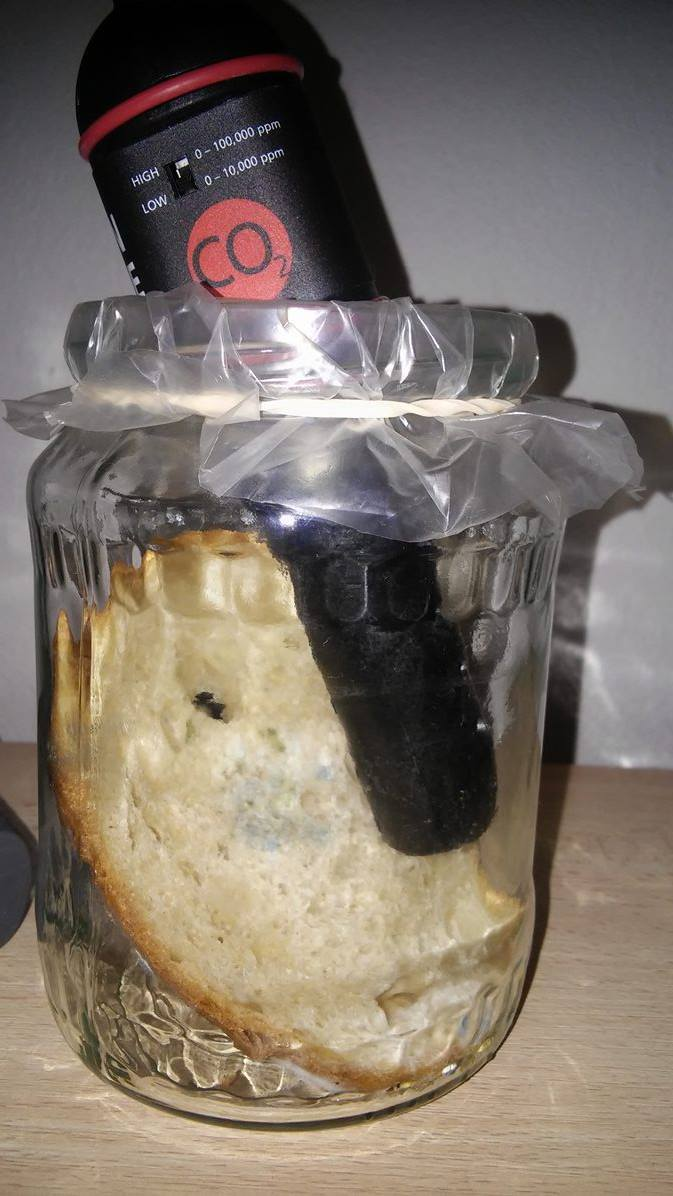 HIGH 0 – 100,000 ppm
LOW 0 – 10,000 ppm
CO₂